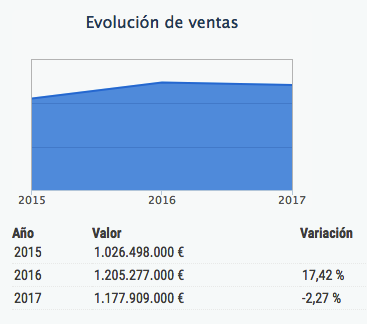 Evolución de ventas
2015 2016 2017
Año Valor Variación
2015 1.026.498.000 €
2016 1.205.277.000 € 17,42 %
2017 1.177.909.000 € -2,27 %